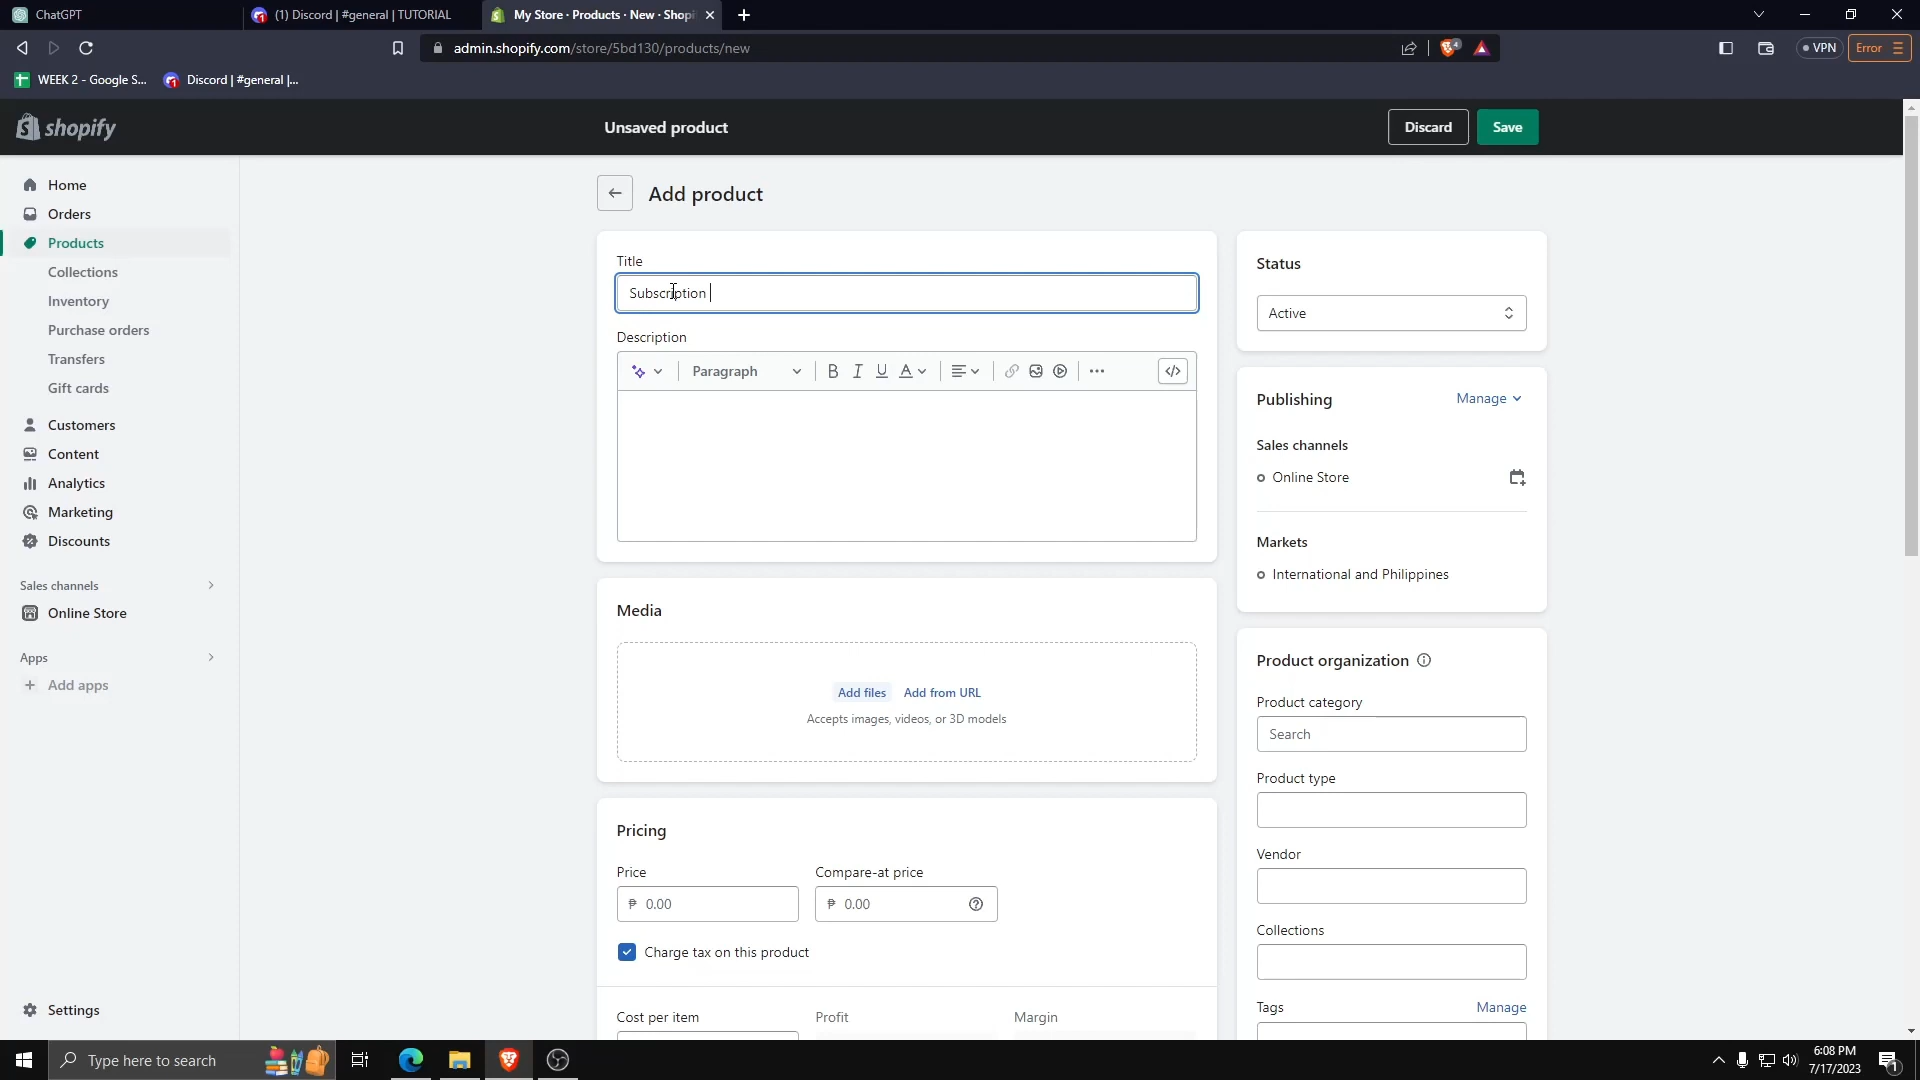 ChatGPT
(1) Discord | #general | TUTORIAL
My Store · Products · New · Shopi
admin.shopify.com/store/5bd130/products/new
VPN
Error
WEEK 2 - Google S...
Discord | #general |...
shopify
Unsaved product
Discard
Save
Home
Orders
Products
Collections
Inventory
Purchase orders
Transfers
Gift cards
Customers
Content
Analytics
Marketing
Discounts
Sales channels
Online Store
Apps
Add apps
Settings
Add product
Title
Subscription
Description
Paragraph
Media
Add files
Add from URL
Accepts images, videos, or 3D models
Pricing
Price
Compare-at price
₱ 0.00
₱ 0.00
Charge tax on this product
Cost per item
Profit
Margin
Status
Active
Publishing
Manage
Sales channels
Online Store
Markets
International and Philippines
Product organization
Product category
Search
Product type
Vendor
Collections
Tags
Manage
Type here to search
6:08 PM
7/17/2023